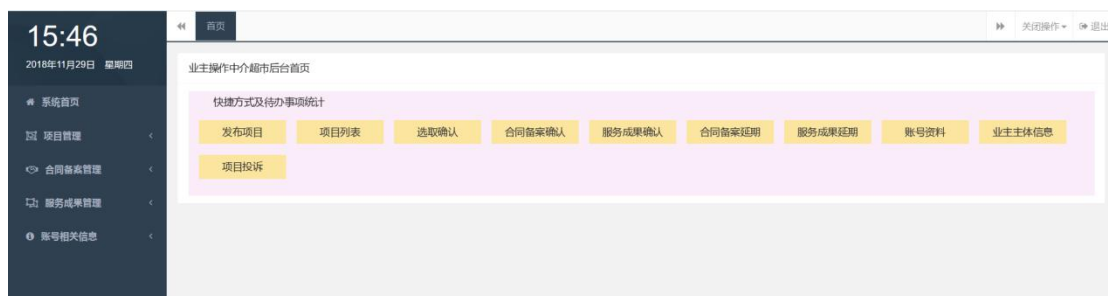 15:46
2018年11月29日 星期四
系统首页
项目管理
合同备案管理
服务成果管理
账号相关信息
首页 关闭操作 退出
业主操作中介超市后台首页
快捷方式及待办事项统计
发布项目 项目列表 选取确认 合同备案确认 服务成果确认 合同备案延期 服务成果延期 账号资料 业主主体信息
项目投诉